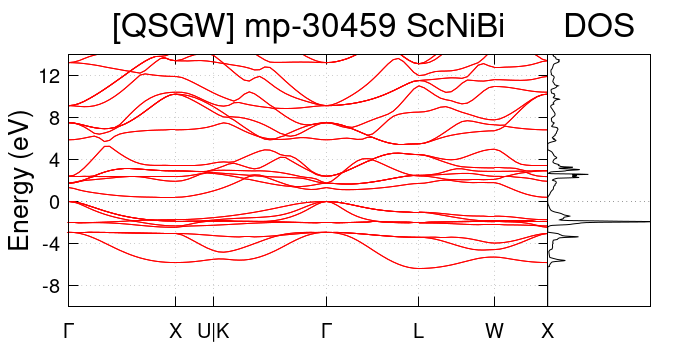 [QSGW] mp-30459 ScNiBi DOS
Energy (eV)
12
8
4
0
-4
-8
Γ X U|K Γ L W X